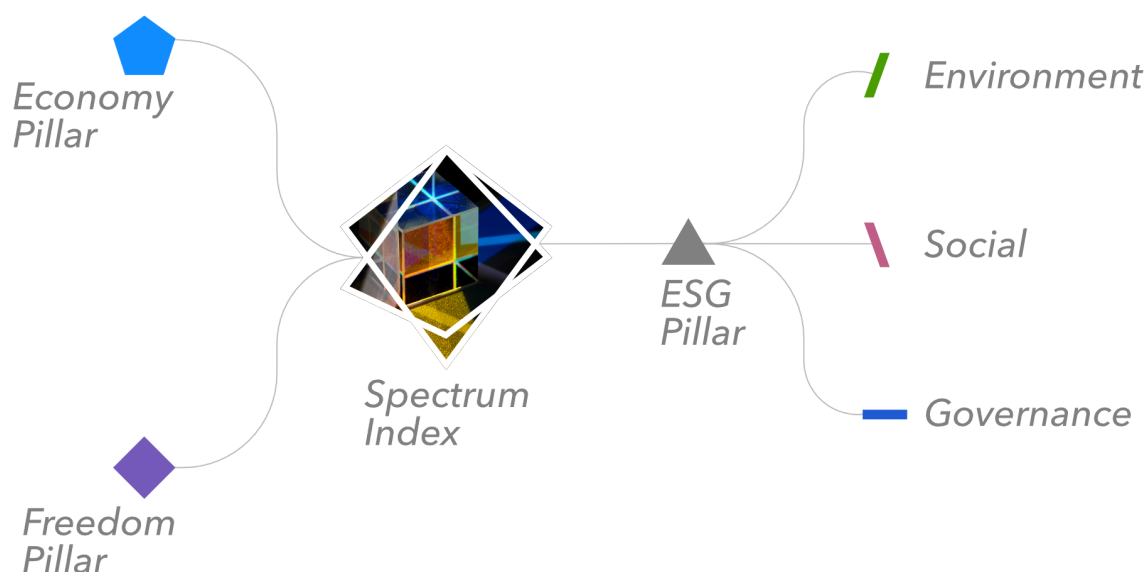 Economy
Pillar
Freedom
Pillar
Spectrum
Index
ESG
Pillar
Environment
Social
Governance